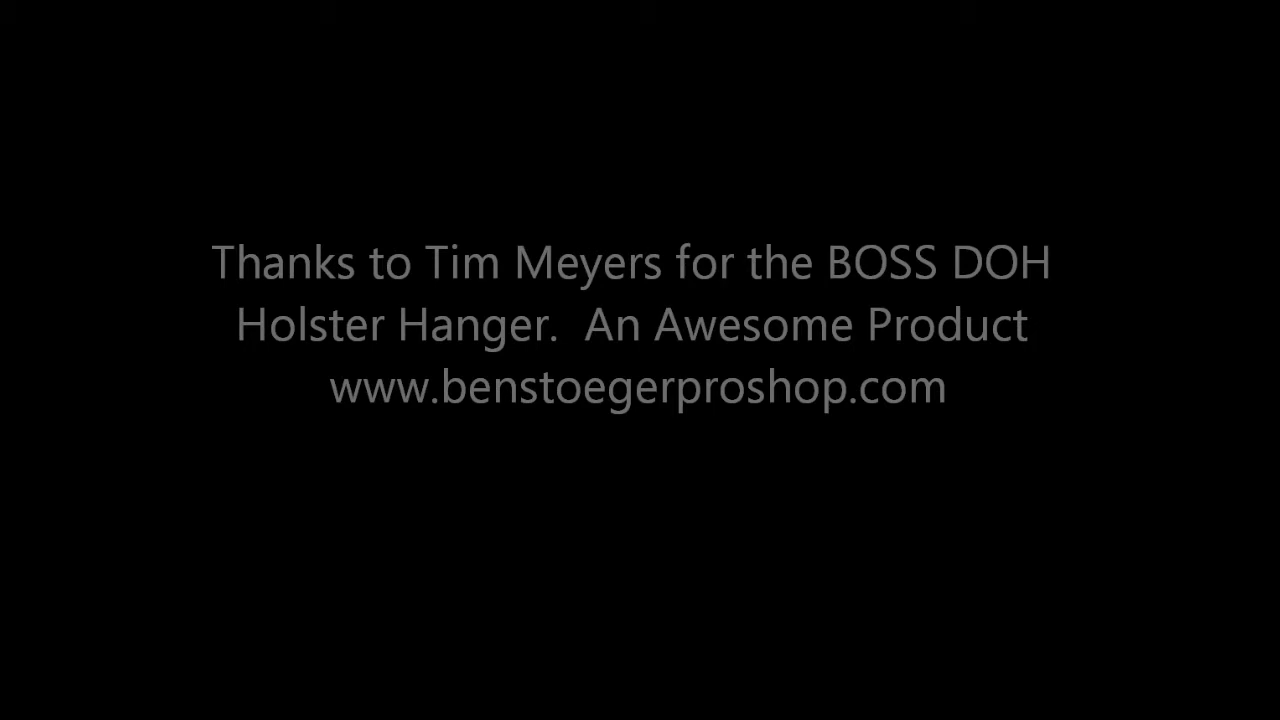 Thanks to Tim Meyers for the BOSS DOH
Holster Hanger.  An Awesome Product
www.benstoegerproshop.com